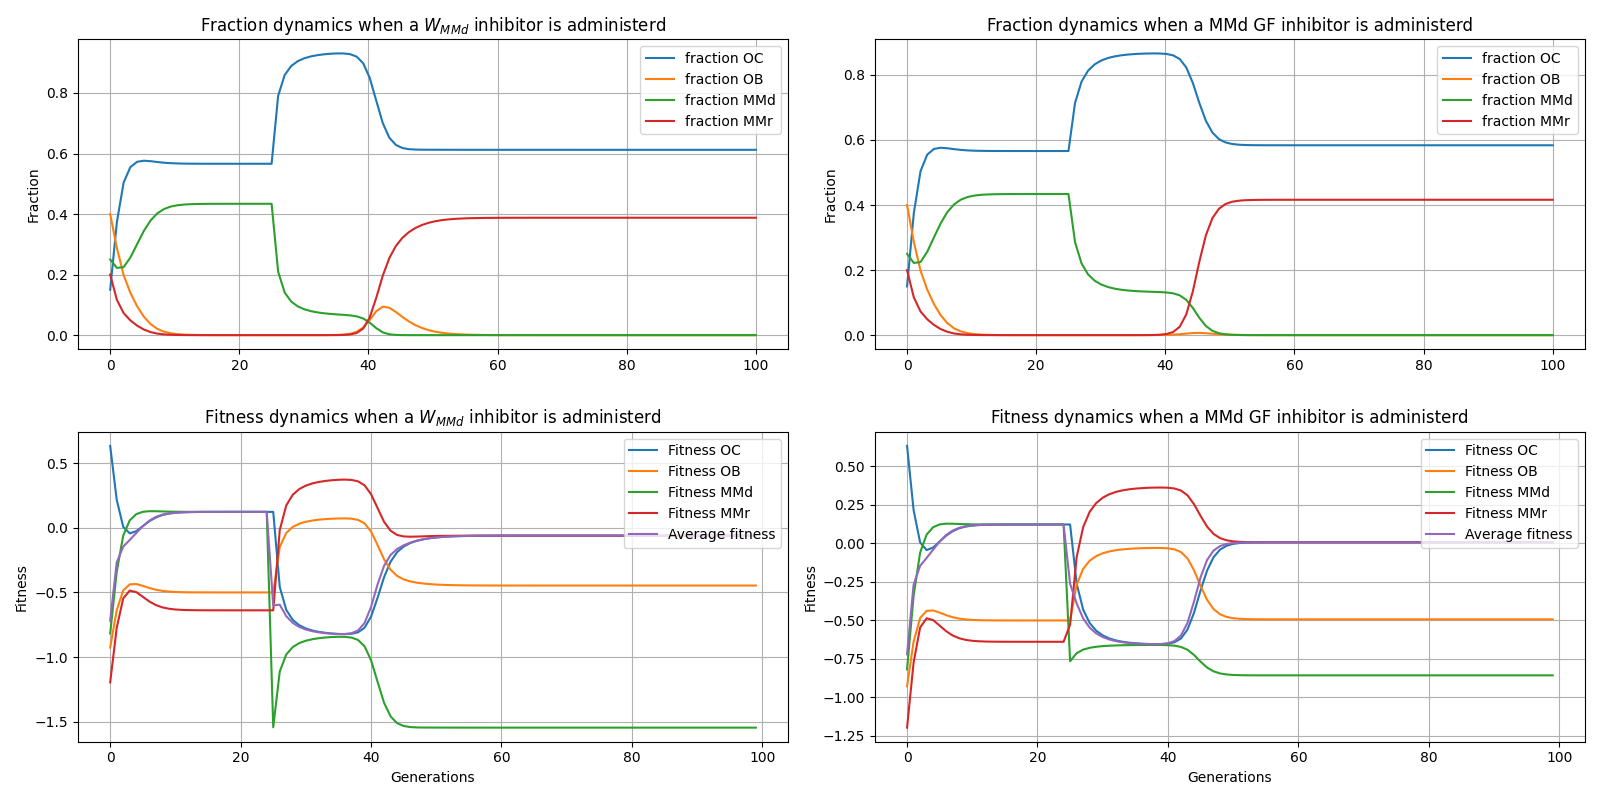 Fraction dynamics when a W_MMd inhibitor is administerd
Fraction
0.8
0.6
0.4
0.2
0.0
fraction OC
fraction OB
fraction MMd
fraction MMr
0 20 40 60 80 100
Fraction dynamics when a MMd GF inhibitor is administerd
Fraction
0.8
0.6
0.4
0.2
0.0
fraction OC
fraction OB
fraction MMd
fraction MMr
0 20 40 60 80 100
Fitness dynamics when a W_MMd inhibitor is administerd
Fitness
0.5
0.0
−0.5
−1.0
−1.5
Fitness OC
Fitness OB
Fitness MMd
Fitness MMr
Average fitness
0 20 40 60 80 100
Generations
Fitness dynamics when a MMd GF inhibitor is administerd
Fitness
0.50
0.25
0.00
−0.25
−0.50
−0.75
−1.00
−1.25
Fitness OC
Fitness OB
Fitness MMd
Fitness MMr
Average fitness
0 20 40 60 80 100
Generations